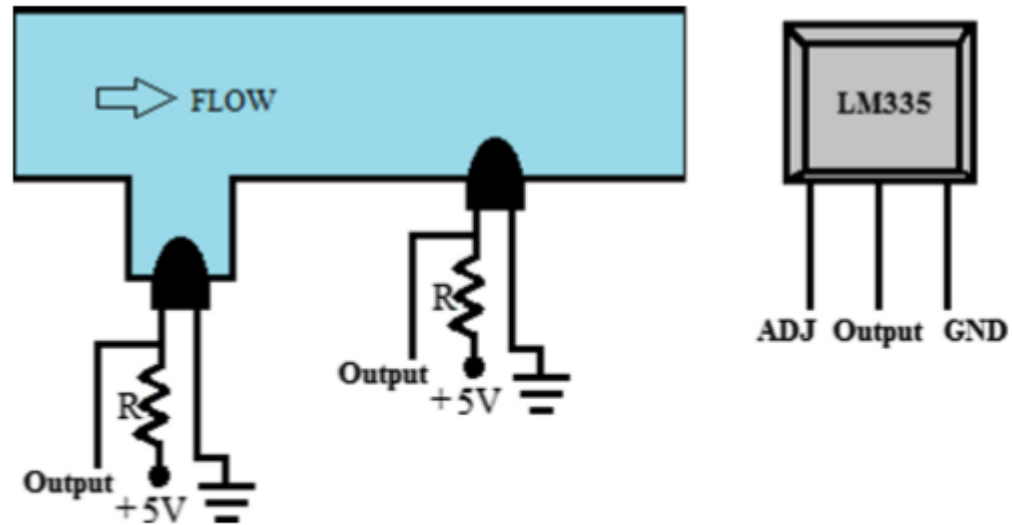 FLOW
LM335
R
Output
+5V
R
Output
+5V
ADJ Output GND